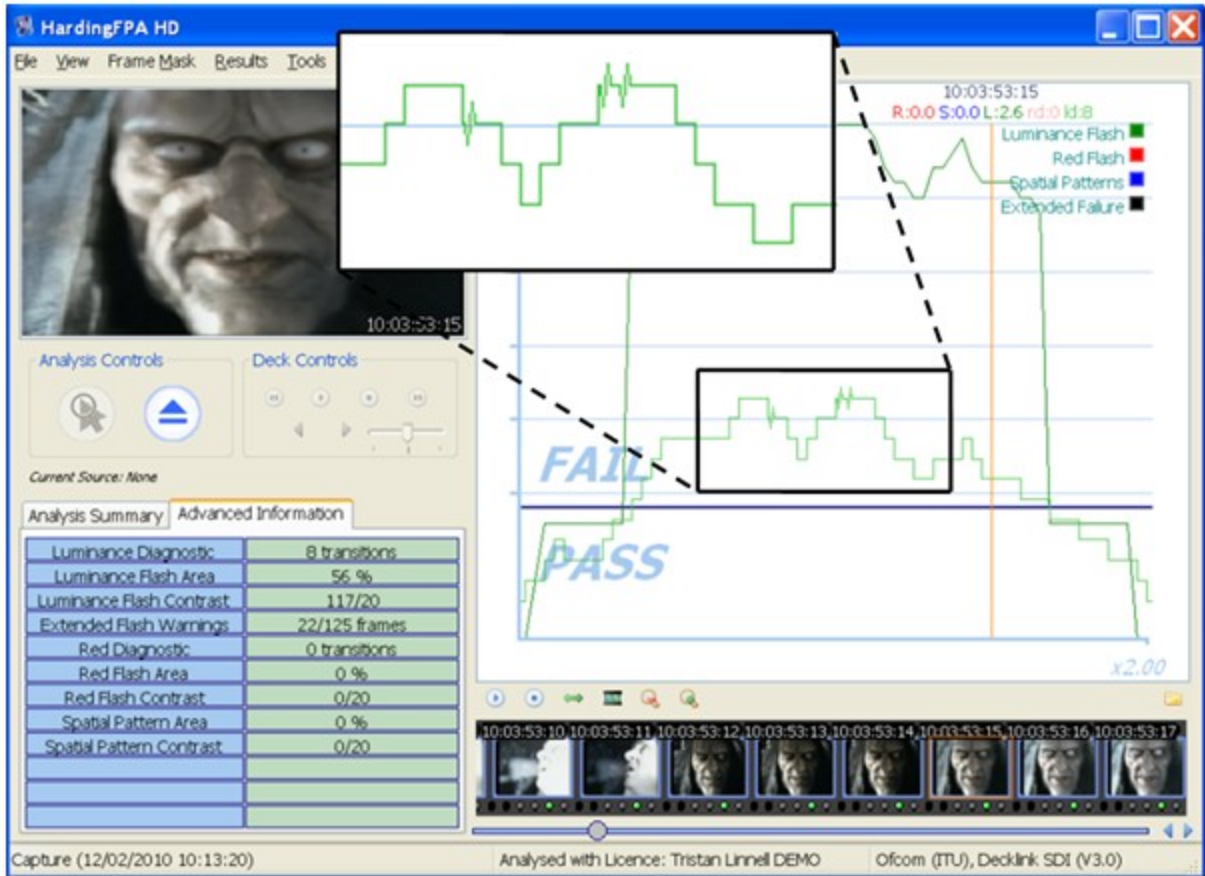 HardingFPA HD
File View Frame Mask Results Tools
10:03:53:15
10:03:53:15
R:0.0 S:0.0 L:2.6 rd:0 ld:8
Luminance Flash
Red Flash
Spatial Patterns
Extended Failure
Analysis Controls
Deck Controls
Current Source: None
Analysis Summary Advanced Information
Luminance Diagnostic 8 transitions
Luminance Flash Area 56 %
Luminance Flash Contrast 117/20
Extended Flash Warnings 22/125 frames
Red Diagnostic 0 transitions
Red Flash Area 0 %
Red Flash Contrast 0/20
Spatial Pattern Area 0 %
Spatial Pattern Contrast 0/20
FAIL
PASS
x2.00
10:03:53:10 10:03:53:11 10:03:53:12 10:03:53:13 10:03:53:14 10:03:53:15 10:03:53:16 10:03:53:17
Capture (12/02/2010 10:13:20) Analysed with Licence: Tristan Linnell DEMO Ofcom (ITU), Decklink SDI (V3.0)